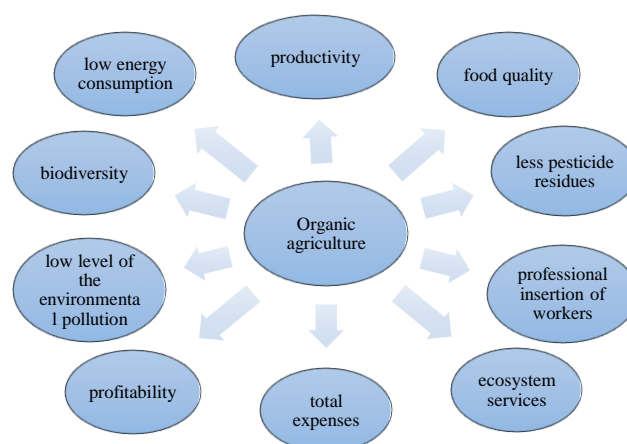 productivity
low energy
consumption
food quality
biodiversity
less pesticide
residues
Organic
agriculture
low level of
the
environmenta
l pollution
professional
insertion of
workers
profitability
total
expenses
ecosystem
services